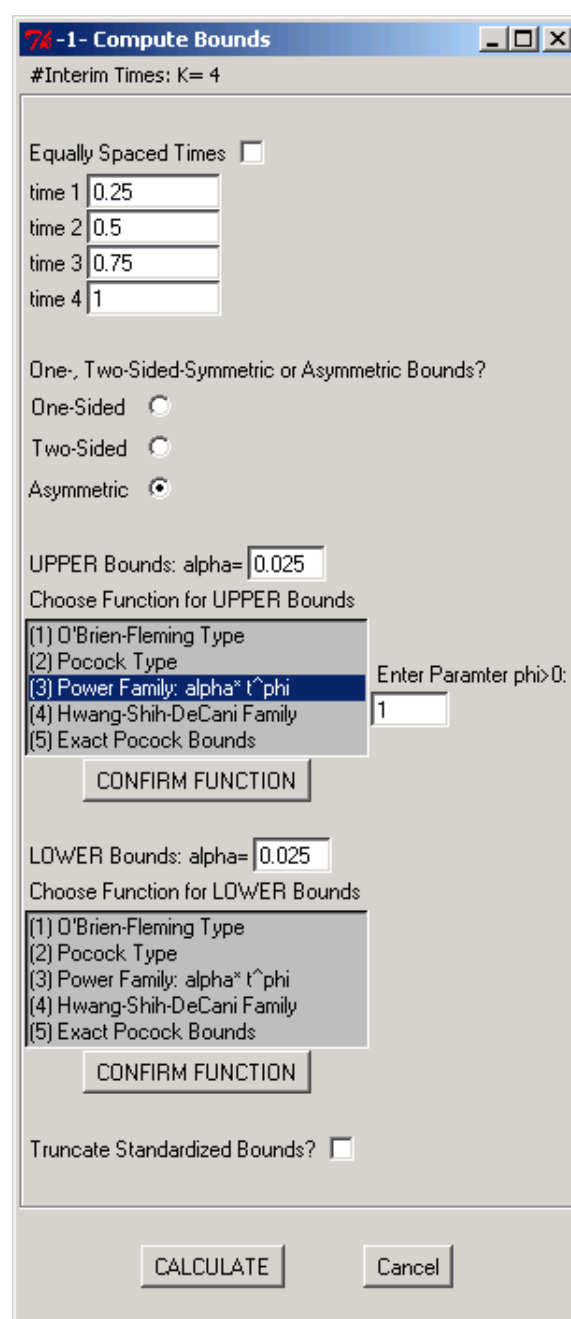 -1- Compute Bounds
#Interim Times: K= 4
Equally Spaced Times
time 1 0.25
time 2 0.5
time 3 0.75
time 4 1
One-, Two-Sided-Symmetric or Asymmetric Bounds?
One-Sided
Two-Sided
Asymmetric
UPPER Bounds: alpha= 0.025
Choose Function for UPPER Bounds
(1) O'Brien-Fleming Type
(2) Pocock Type
(3) Power Family: alpha* t^phi
(4) Hwang-Shih-DeCani Family
(5) Exact Pocock Bounds
Enter Paramter phi>0:
1
CONFIRM FUNCTION
LOWER Bounds: alpha= 0.025
Choose Function for LOWER Bounds
(1) O'Brien-Fleming Type
(2) Pocock Type
(3) Power Family: alpha* t^phi
(4) Hwang-Shih-DeCani Family
(5) Exact Pocock Bounds
CONFIRM FUNCTION
Truncate Standardized Bounds?
CALCULATE Cancel